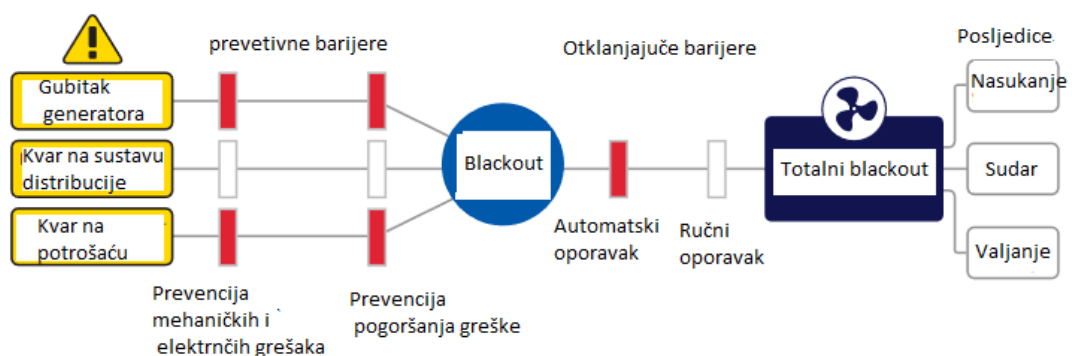 prevetivne barijere
Otklanjajuče barijere
Posljedice
Gubitak
generatora
Kvar na sustavu
distribucije
Kvar na
potrošaću
Blackout
Automatski
oporavak
Ručni
oporavak
Totalni blackout
Nasukanje
Sudar
Valjanje
Prevencija
mehaničkih i
elektrnčih grešaka
Prevencija
pogoršanja greške